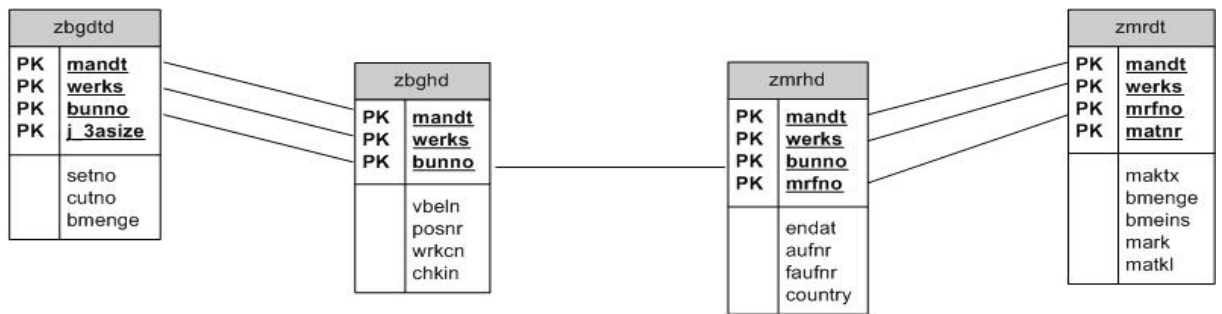 zbgdtd
PK mandt
PK werks
PK bunno
PK j_3asize
setno
cutno
bmenge
zbghd
PK mandt
PK werks
PK bunno
vbeln
posnr
wrkcn
chkin
zmrhd
PK mandt
PK werks
PK bunno
PK mrfno
endat
aufnr
faufnr
country
zmrdt
PK mandt
PK werks
PK mrfno
PK matnr
maktx
bmenge
bmeins
mark
matkl